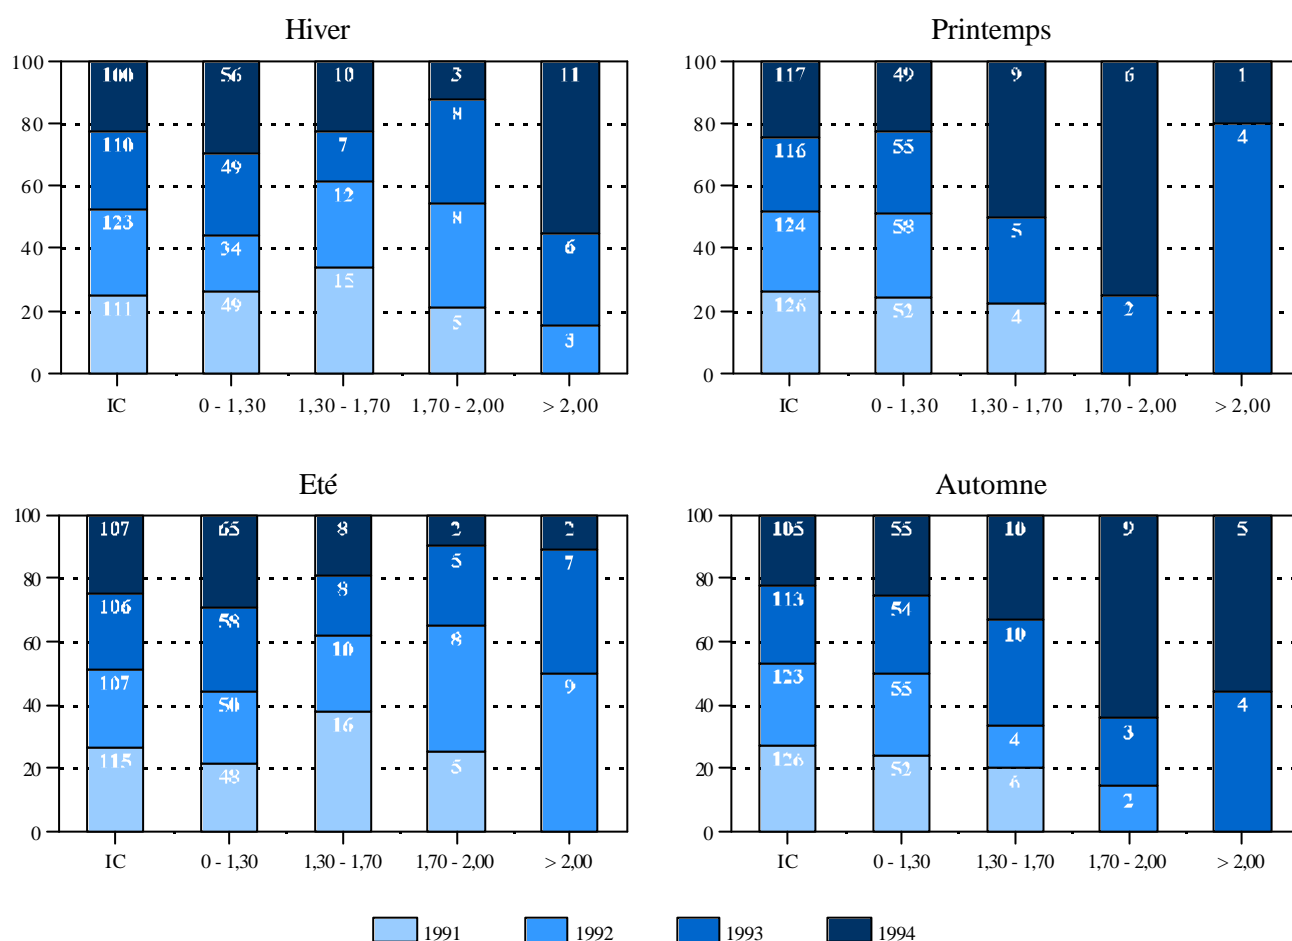 Hiver
Printemps
100 100 56 10 3 11
80 110 49 7 8 6
60 123 34 12 8 3
40 111 49 15 5
20
0
IC 0 - 1,30 1,30 - 1,70 1,70 - 2,00 > 2,00
100 117 49 9 6 1
80 116 55 5 2 4
60 124 58 4
40 126 52
20
0
IC 0 - 1,30 1,30 - 1,70 1,70 - 2,00 > 2,00
Eté
Automne
100 107 65 8 2 2
80 106 58 8 5 7
60 107 50 10 8 9
40 115 48 16 5
20
0
IC 0 - 1,30 1,30 - 1,70 1,70 - 2,00 > 2,00
100 105 55 10 9 5
80 113 54 10 3 4
60 123 55 4 2
40 126 52 6
20
0
IC 0 - 1,30 1,30 - 1,70 1,70 - 2,00 > 2,00
1991 1992 1993 1994